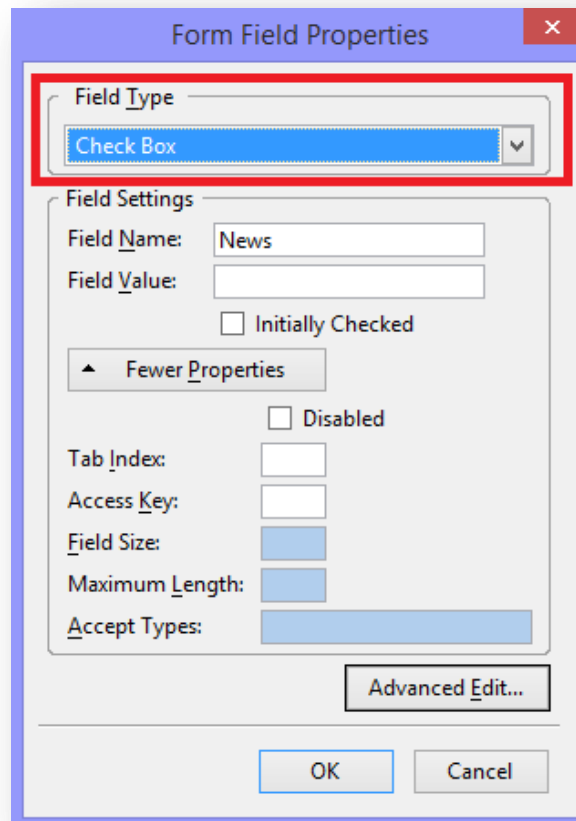 Form Field Properties
Field Type
Check Box
Field Settings
Field Name: News
Field Value:
Initially Checked
Fewer Properties
Disabled
Tab Index:
Access Key:
Field Size:
Maximum Length:
Accept Types:
Advanced Edit...
OK Cancel